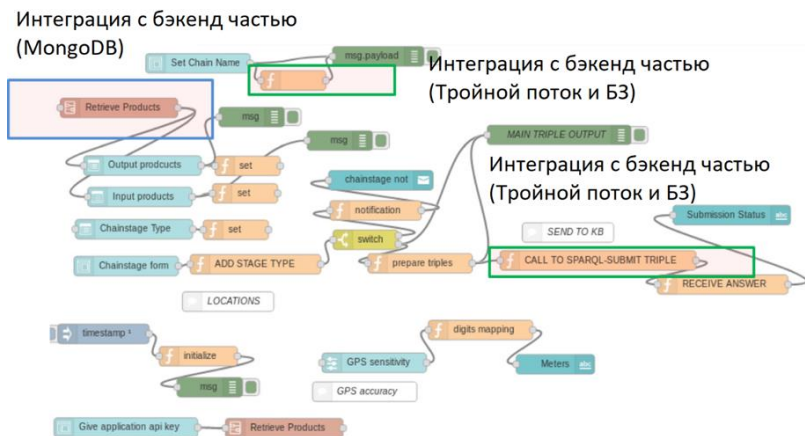 Интеграция с бэкенд частью
(MongoDB)
Set Chain Name
msg.payload
f
Интеграция с бэкенд частью
(Тройной поток и БЗ)
Retrieve Products
msg
msg
MAIN TRIPLE OUTPUT
Интеграция с бэкенд частью
(Тройной поток и БЗ)
Output prodcucts
f set
chainstage not
Input products
f set
f notification
Submission Status abc
Chainstage Type
f set
switch
SEND TO KB
Chainstage form
f ADD STAGE TYPE
f prepare triples
f CALL TO SPARQL-SUBMIT TRIPLE
f RECEIVE ANSWER
LOCATIONS
timestamp ¹
f digits mapping
f initialize
GPS sensitivity
Meters abc
msg
GPS accuracy
Give application api key
Retrieve Products